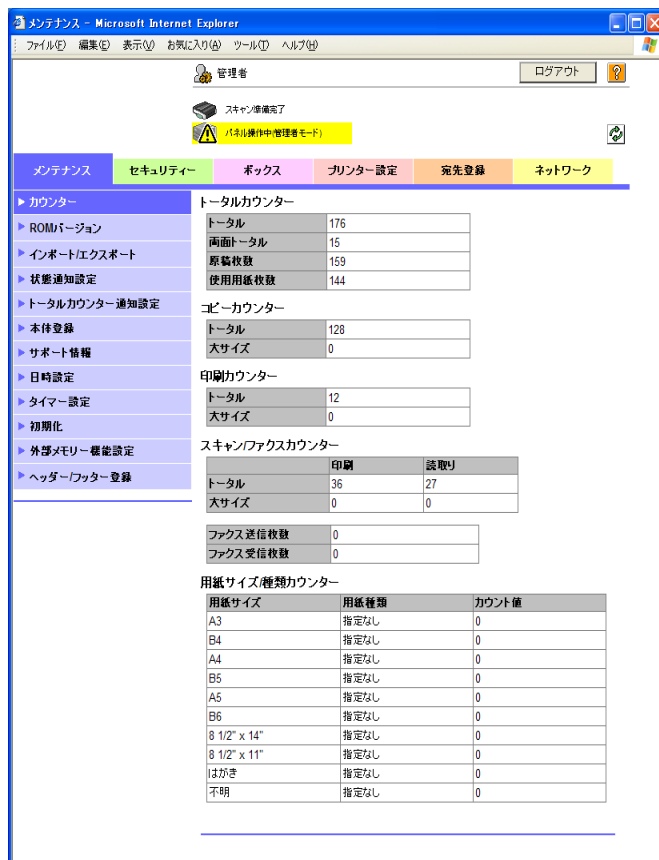 メンテナンス - Microsoft Internet Explorer
ファイル(F) 編集(E) 表示(V) お気に入り(A) ツール(T) ヘルプ(H)
管理者 ログアウト ?
スキャン準備完了
パネル操作中(管理者モード)
メンテナンス セキュリティー ボックス プリンター設定 宛先登録 ネットワーク
カウンター
ROMバージョン
インポート/エクスポート
状態通知設定
トータルカウンター通知設定
本体登録
サポート情報
日時設定
タイマー設定
初期化
外部メモリー機能設定
ヘッダー/フッター登録
トータルカウンター
トータル 176
両面トータル 15
原稿枚数 159
使用用紙枚数 144
コピーカウンター
トータル 128
大サイズ 0
印刷カウンター
トータル 12
大サイズ 0
スキャン/ファクスカウンター
印刷 読取り
トータル 36 27
大サイズ 0 0
ファクス送信枚数 0
ファクス受信枚数 0
用紙サイズ/種類カウンター
用紙サイズ 用紙種類 カウント値
A3 指定なし 0
B4 指定なし 0
A4 指定なし 0
B5 指定なし 0
A5 指定なし 0
B6 指定なし 0
8 1/2" x 14" 指定なし 0
8 1/2" x 11" 指定なし 0
はがき 指定なし 0
不明 指定なし 0